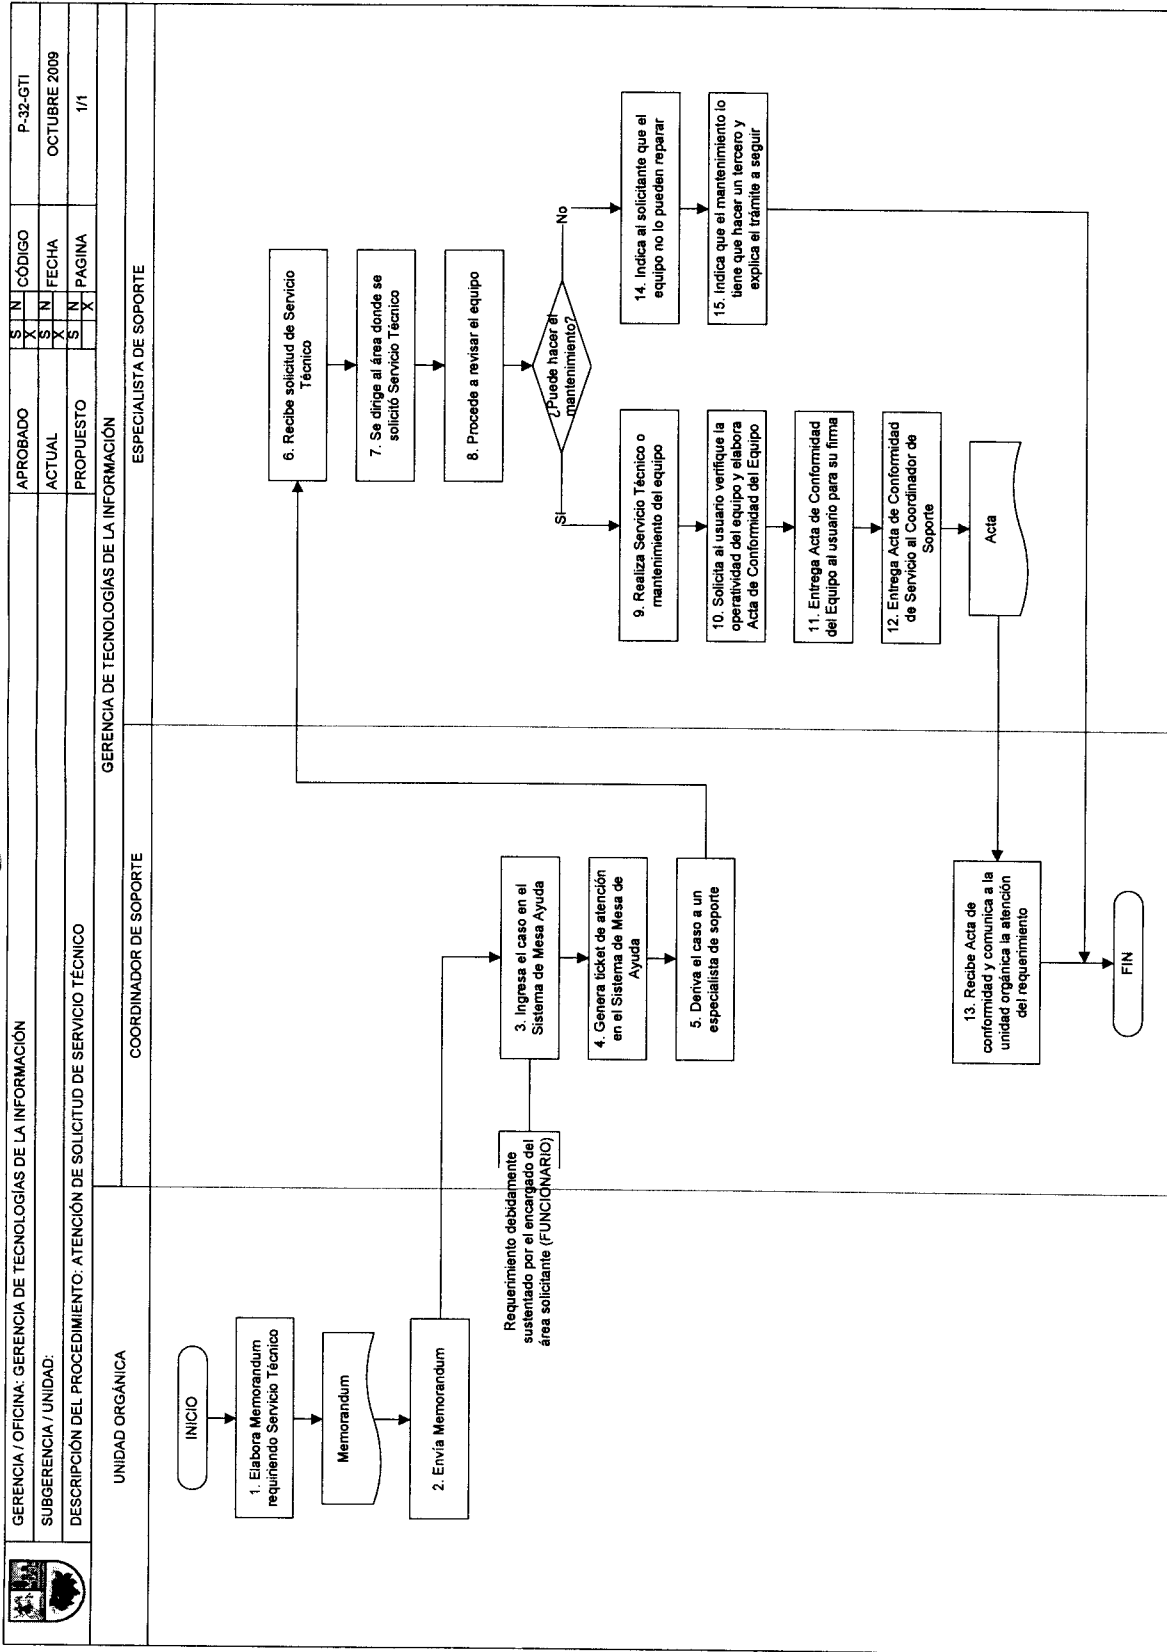 GERENCIA / OFICINA: GERENCIA DE TECNOLOGÍAS DE LA INFORMACIÓN
APROBADO
S N
X
CÓDIGO
P-32-GTI
SUBGERENCIA / UNIDAD:
ACTUAL
S N
X
FECHA
OCTUBRE 2009
DESCRIPCIÓN DEL PROCEDIMIENTO: ATENCIÓN DE SOLICITUD DE SERVICIO TÉCNICO
PROPUESTO
S N
X
PAGINA
1/1
UNIDAD ORGÁNICA
GERENCIA DE TECNOLOGÍAS DE LA INFORMACIÓN
COORDINADOR DE SOPORTE
ESPECIALISTA DE SOPORTE
INICIO
1. Elabora Memorandum
requiriendo Servicio Técnico
Memorandum
2. Envía Memorandum
Requerimiento debidamente
sustentado por el encargado del
área solicitante (FUNCIONARIO)
3. Ingresa el caso en el
Sistema de Mesa Ayuda
4. Genera ticket de atención
en el Sistema de Mesa de
Ayuda
5. Deriva el caso a un
especialista de soporte
6. Recibe solicitud de Servicio
Técnico
7. Se dirige al área donde se
solicitó Servicio Técnico
8. Procede a revisar el equipo
¿Puede hacer el
mantenimiento?
SI
No
9. Realiza Servicio Técnico o
mantenimiento del equipo
10. Solicita al usuario verifique la
operatividad del equipo y elabora
Acta de Conformidad del Equipo
11. Entrega Acta de Conformidad
del Equipo al usuario para su firma
12. Entrega Acta de Conformidad
de Servicio al Coordinador de
Soporte
Acta
14. Indica al solicitante que el
equipo no lo pueden reparar
15. Indica que el mantenimiento lo
tiene que hacer un tercero y
explica el trámite a seguir
13. Recibe Acta de
conformidad y comunica a la
unidad orgánica la atención
del requerimiento
FIN